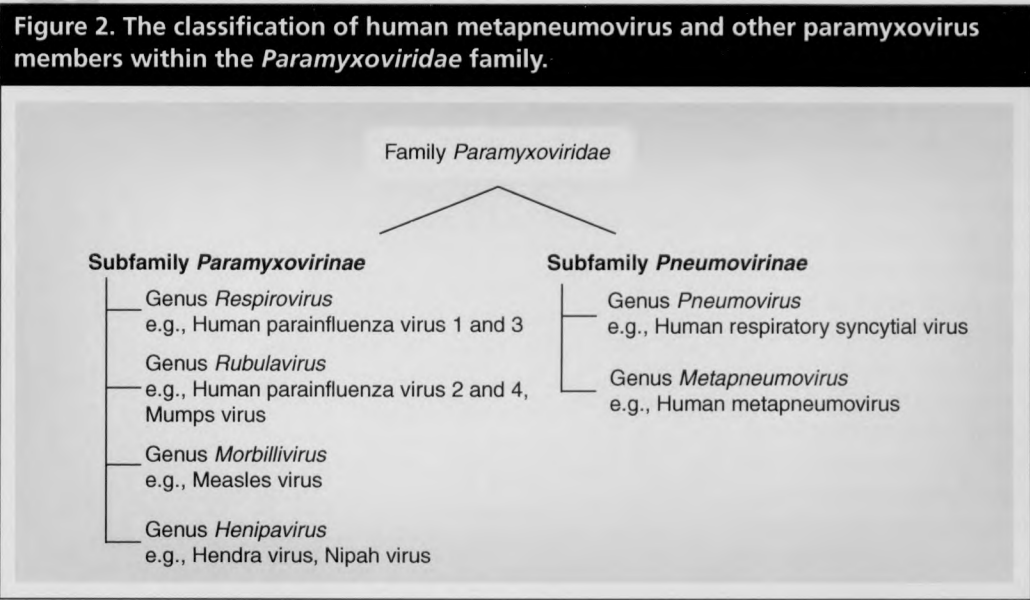 Figure 2. The classification of human metapneumovirus and other paramyxovirus
members within the Paramyxoviridae family.
Family Paramyxoviridae
Subfamily Paramyxovirinae
Genus Respirovirus
e.g., Human parainfluenza virus 1 and 3
Genus Rubulavirus
e.g., Human parainfluenza virus 2 and 4,
Mumps virus
Genus Morbillivirus
e.g., Measles virus
Genus Henipavirus
e.g., Hendra virus, Nipah virus
Subfamily Pneumovirinae
Genus Pneumovirus
e.g., Human respiratory syncytial virus
Genus Metapneumovirus
e.g., Human metapneumovirus